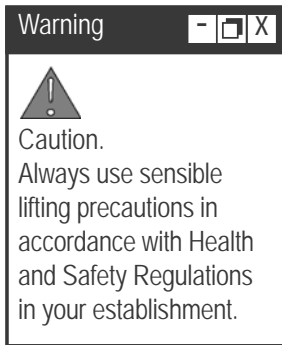 Warning - X
Caution.
Always use sensible
lifting precautions in
accordance with Health
and Safety Regulations
in your establishment.